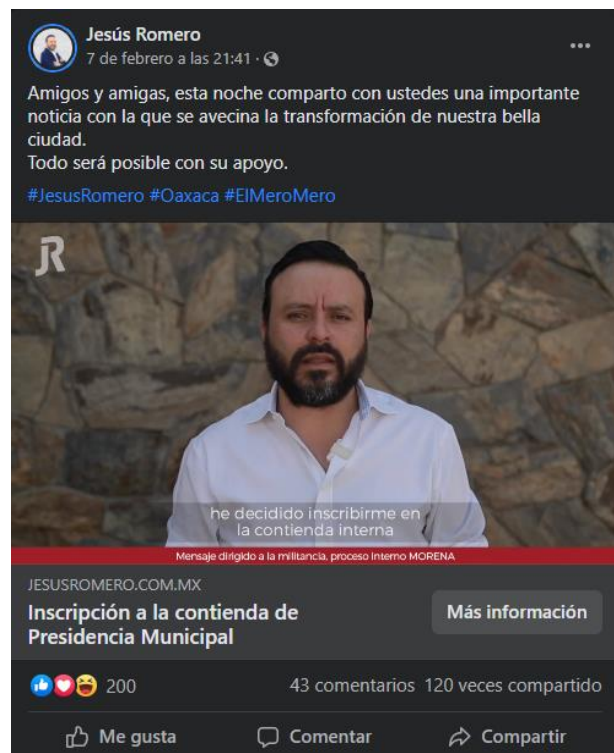 Jesús Romero
7 de febrero a las 21:41 ·
Amigos y amigas, esta noche comparto con ustedes una importante
noticia con la que se avecina la transformación de nuestra bella
ciudad.
Todo será posible con su apoyo.
#JesusRomero #Oaxaca #ElMeroMero
JR
he decidido inscribirme en
la contienda interna
Mensaje dirigido a la militancia, proceso interno MORENA
JESUSROMERO.COM.MX
Inscripción a la contienda de
Presidencia Municipal
Más información
200
43 comentarios 120 veces compartido
Me gusta
Comentar
Compartir